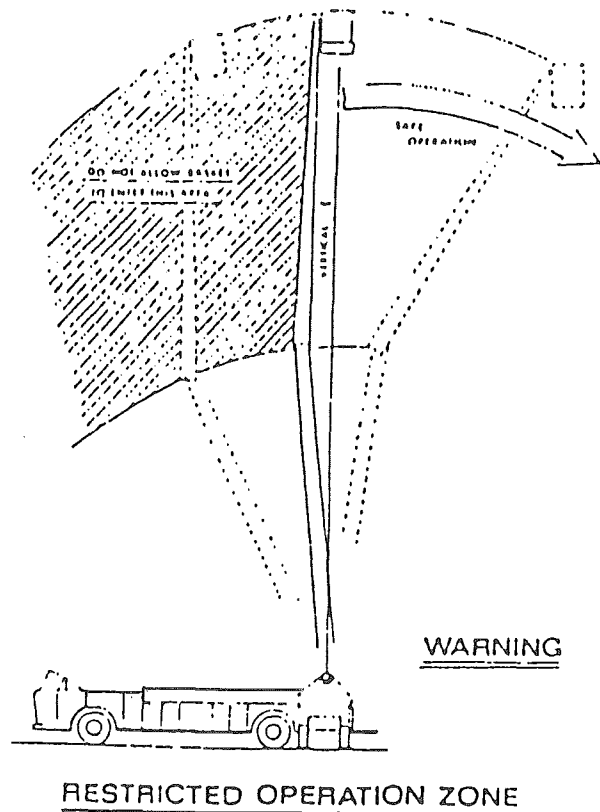 DO NOT ALLOW BASKET
TO ENTER THIS AREA
SAFE
OPERATION
VERTICAL
WARNING
RESTRICTED OPERATION ZONE